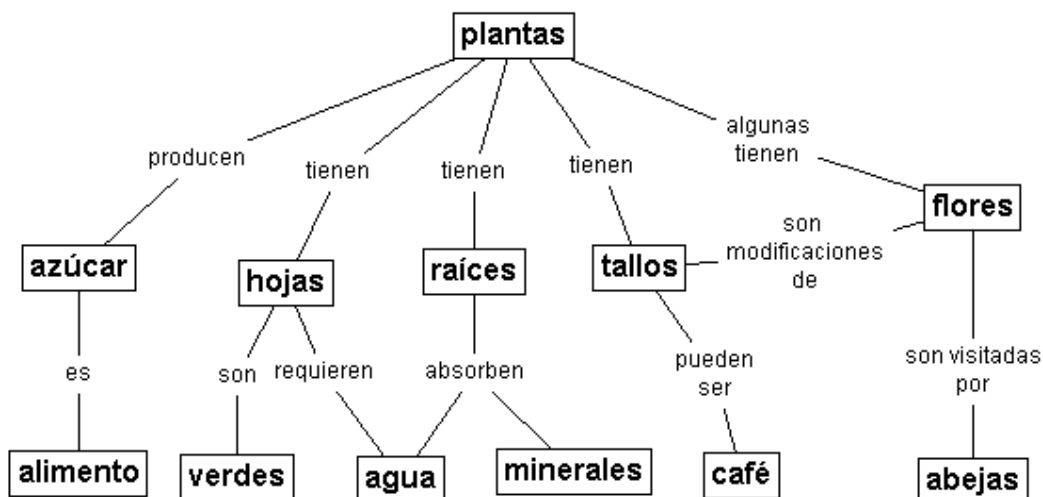 plantas
algunas
tienen
producen
tienen
tienen
tienen
flores
son
modificaciones
de
azúcar
hojas
raíces
tallos
es
son
requieren
absorben
pueden
ser
son visitadas
por
alimento
verdes
agua
minerales
café
abejas